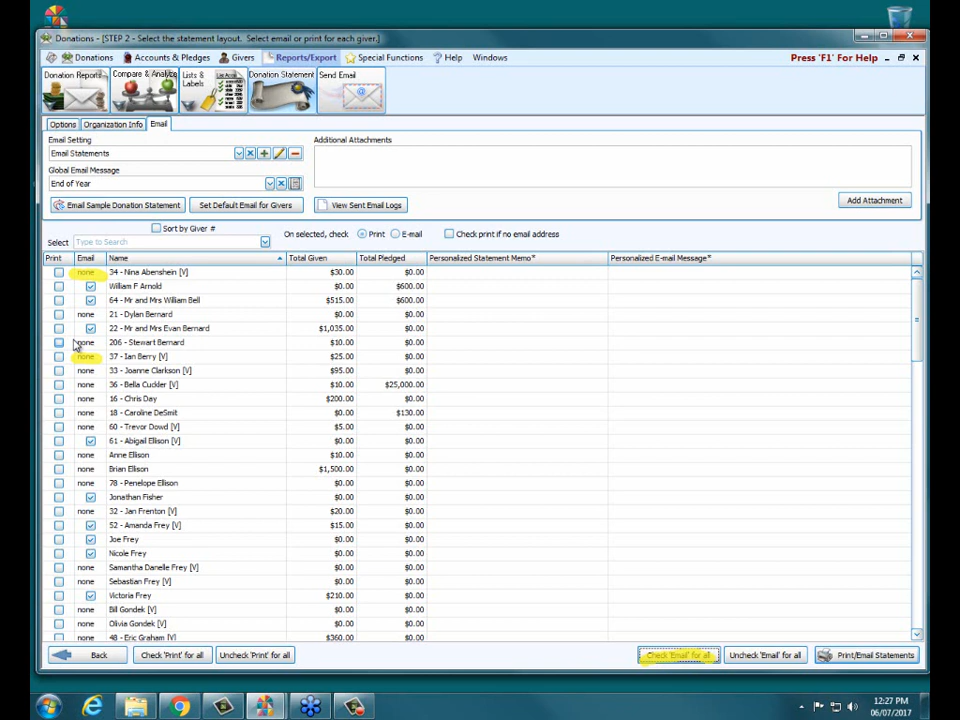 Donations - [STEP 2 - Select the statement layout.  Select email or print for each giver.]
Donations Accounts & Pledges Givers Reports/Export Special Functions Help Windows Press 'F1' For Help
Donation Reports Compare & Analyze Lists & Labels Donation Statement Send Email
Options Organization Info Email
Email Setting Additional Attachments
Email Statements
Global Email Message
End of Year
Email Sample Donation Statement Set Default Email for Givers View Sent Email Logs Add Attachment
Sort by Giver # On selected, check Print E-mail Check print if no email address
Select Type to Search
Print Email Name Total Given Total Pledged Personalized Statement Memo* Personalized E-mail Message*
none 34 - Nina Abenshein [V] $30.00 $0.00
William F Arnold $0.00 $600.00
64 - Mr and Mrs William Bell $515.00 $600.00
none 21 - Dylan Bernard $0.00 $0.00
22 - Mr and Mrs Evan Bernard $1,035.00 $0.00
none 206 - Stewart Bernard $10.00 $0.00
none 37 - Ian Berry [V] $25.00 $0.00
none 33 - Joanne Clarkson [V] $95.00 $0.00
none 36 - Bella Cuckler [V] $10.00 $25,000.00
none 16 - Chris Day $200.00 $0.00
none 18 - Caroline DeSmit $0.00 $130.00
none 60 - Trevor Dowd [V] $5.00 $0.00
61 - Abigail Ellison [V] $0.00 $0.00
none Anne Ellison $10.00 $0.00
none Brian Ellison $1,500.00 $0.00
none 78 - Penelope Ellison $0.00 $0.00
Jonathan Fisher $0.00 $0.00
none 32 - Jan Frenton [V] $20.00 $0.00
52 - Amanda Frey [V] $15.00 $0.00
Joe Frey $0.00 $0.00
Nicole Frey $0.00 $0.00
none Samantha Danelle Frey [V] $0.00 $0.00
none Sebastian Frey [V] $0.00 $0.00
Victoria Frey $210.00 $0.00
none Bill Gondek [V] $0.00 $0.00
none Olivia Gondek [V] $0.00 $0.00
none 48 - Eric Graham [V] $360.00 $0.00
Back Check 'Print' for all Uncheck 'Print' for all Check 'Email' for all Uncheck 'Email' for all Print/Email Statements
12:27 PM
06/07/2017